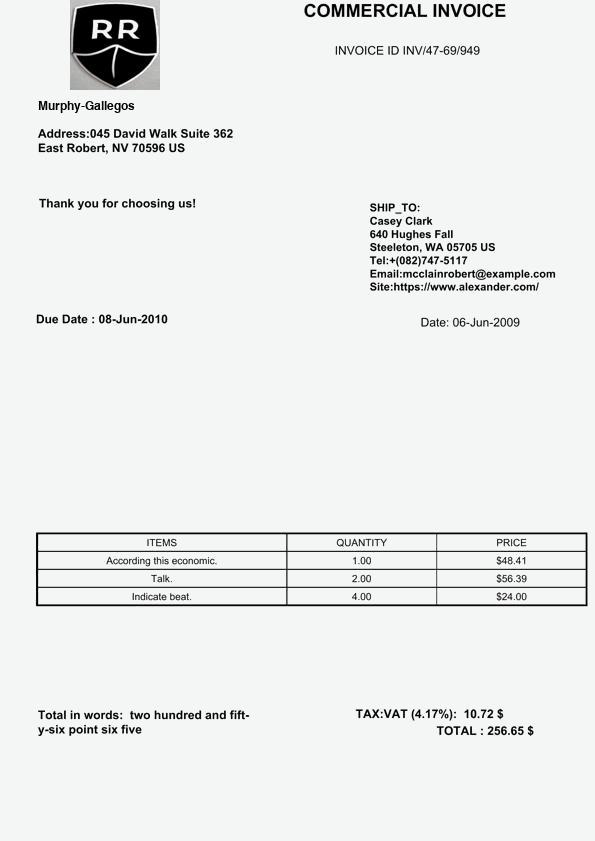 RR
COMMERCIAL INVOICE
INVOICE ID INV/47-69/949
Murphy-Gallegos
Address:045 David Walk Suite 362
East Robert, NV 70596 US
Thank you for choosing us!
SHIP_TO:
Casey Clark
640 Hughes Fall
Steeleton, WA 05705 US
Tel:+(082)747-5117
Email:mcclainrobert@example.com
Site:https://www.alexander.com/
Due Date : 08-Jun-2010
Date: 06-Jun-2009
ITEMS QUANTITY PRICE
According this economic. 1.00 $48.41
Talk. 2.00 $56.39
Indicate beat. 4.00 $24.00
Total in words: two hundred and fift-
y-six point six five
TAX:VAT (4.17%): 10.72 $
TOTAL : 256.65 $